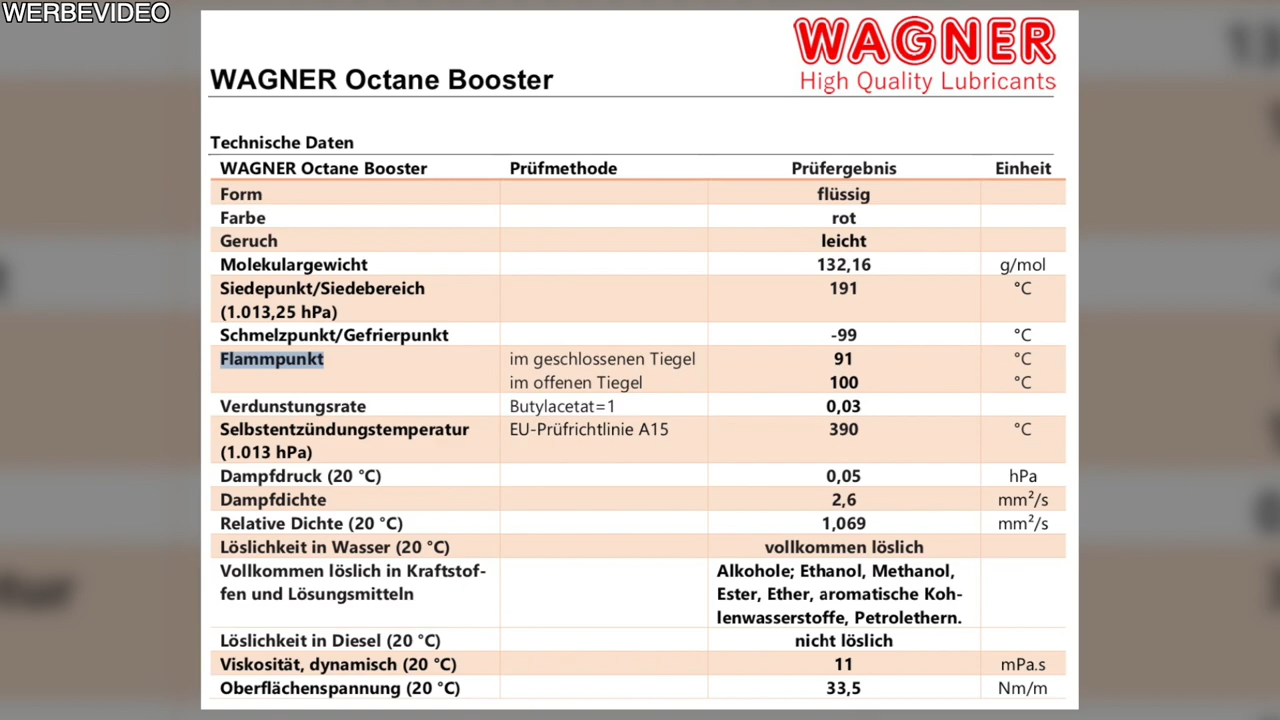 WERBEVIDEO
WAGNER
High Quality Lubricants
WAGNER Octane Booster
Technische Daten
WAGNER Octane Booster Prüfmethode Prüfergebnis Einheit
Form flüssig
Farbe rot
Geruch leicht
Molekulargewicht 132,16 g/mol
Siedepunkt/Siedebereich 191 °C
(1.013,25 hPa)
Schmelzpunkt/Gefrierpunkt -99 °C
Flammpunkt im geschlossenen Tiegel 91 °C
im offenen Tiegel 100 °C
Verdunstungsrate Butylacetat=1 0,03
Selbstentzündungstemperatur EU-Prüfrichtlinie A15 390 °C
(1.013 hPa)
Dampfdruck (20 °C) 0,05 hPa
Dampfdichte 2,6 mm²/s
Relative Dichte (20 °C) 1,069 mm²/s
Löslichkeit in Wasser (20 °C) vollkommen löslich
Vollkommen löslich in Kraftstof- Alkohole; Ethanol, Methanol,
fen und Lösungsmitteln Ester, Ether, aromatische Koh-
lenwasserstoffe, Petrolethern.
Löslichkeit in Diesel (20 °C) nicht löslich
Viskosität, dynamisch (20 °C) 11 mPa.s
Oberflächenspannung (20 °C) 33,5 Nm/m